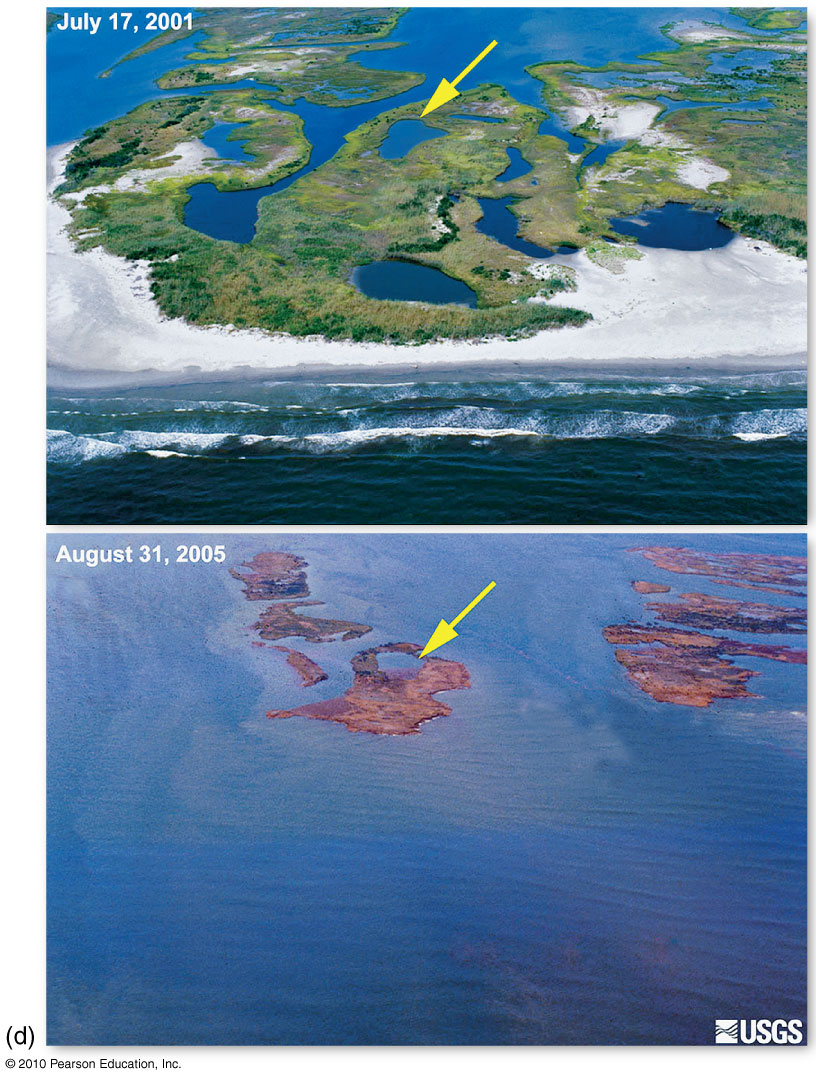 July 17, 2001
August 31, 2005
USGS
(d)
© 2010 Pearson Education, Inc.